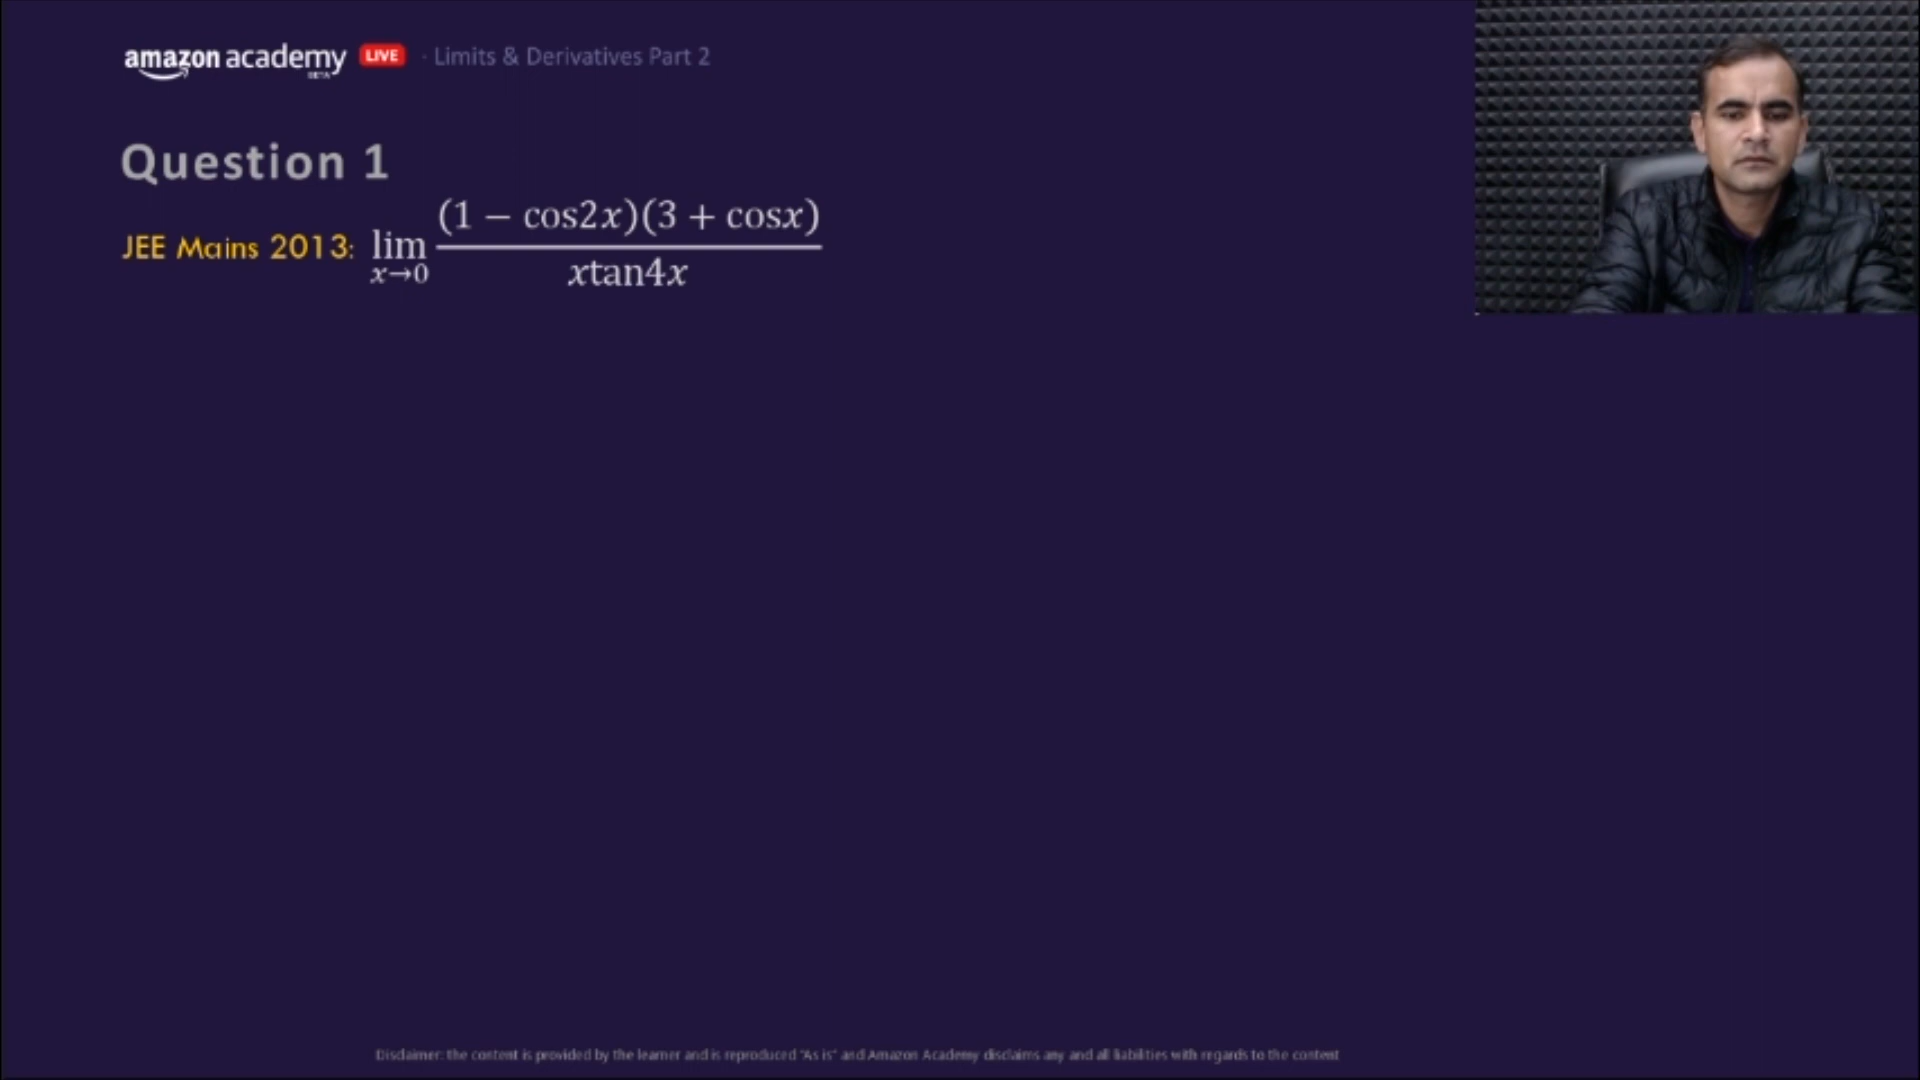 amazon academy LIVE · Limits & Derivatives Part 2
BETA
Question 1
JEE Mains 2013: lim x→0 (1 − cos2x)(3 + cosx) / xtan4x
Disclaimer: the content is provided by the learner and is reproduced "As is" and Amazon Academy disclaims any and all liabilities with regards to the content